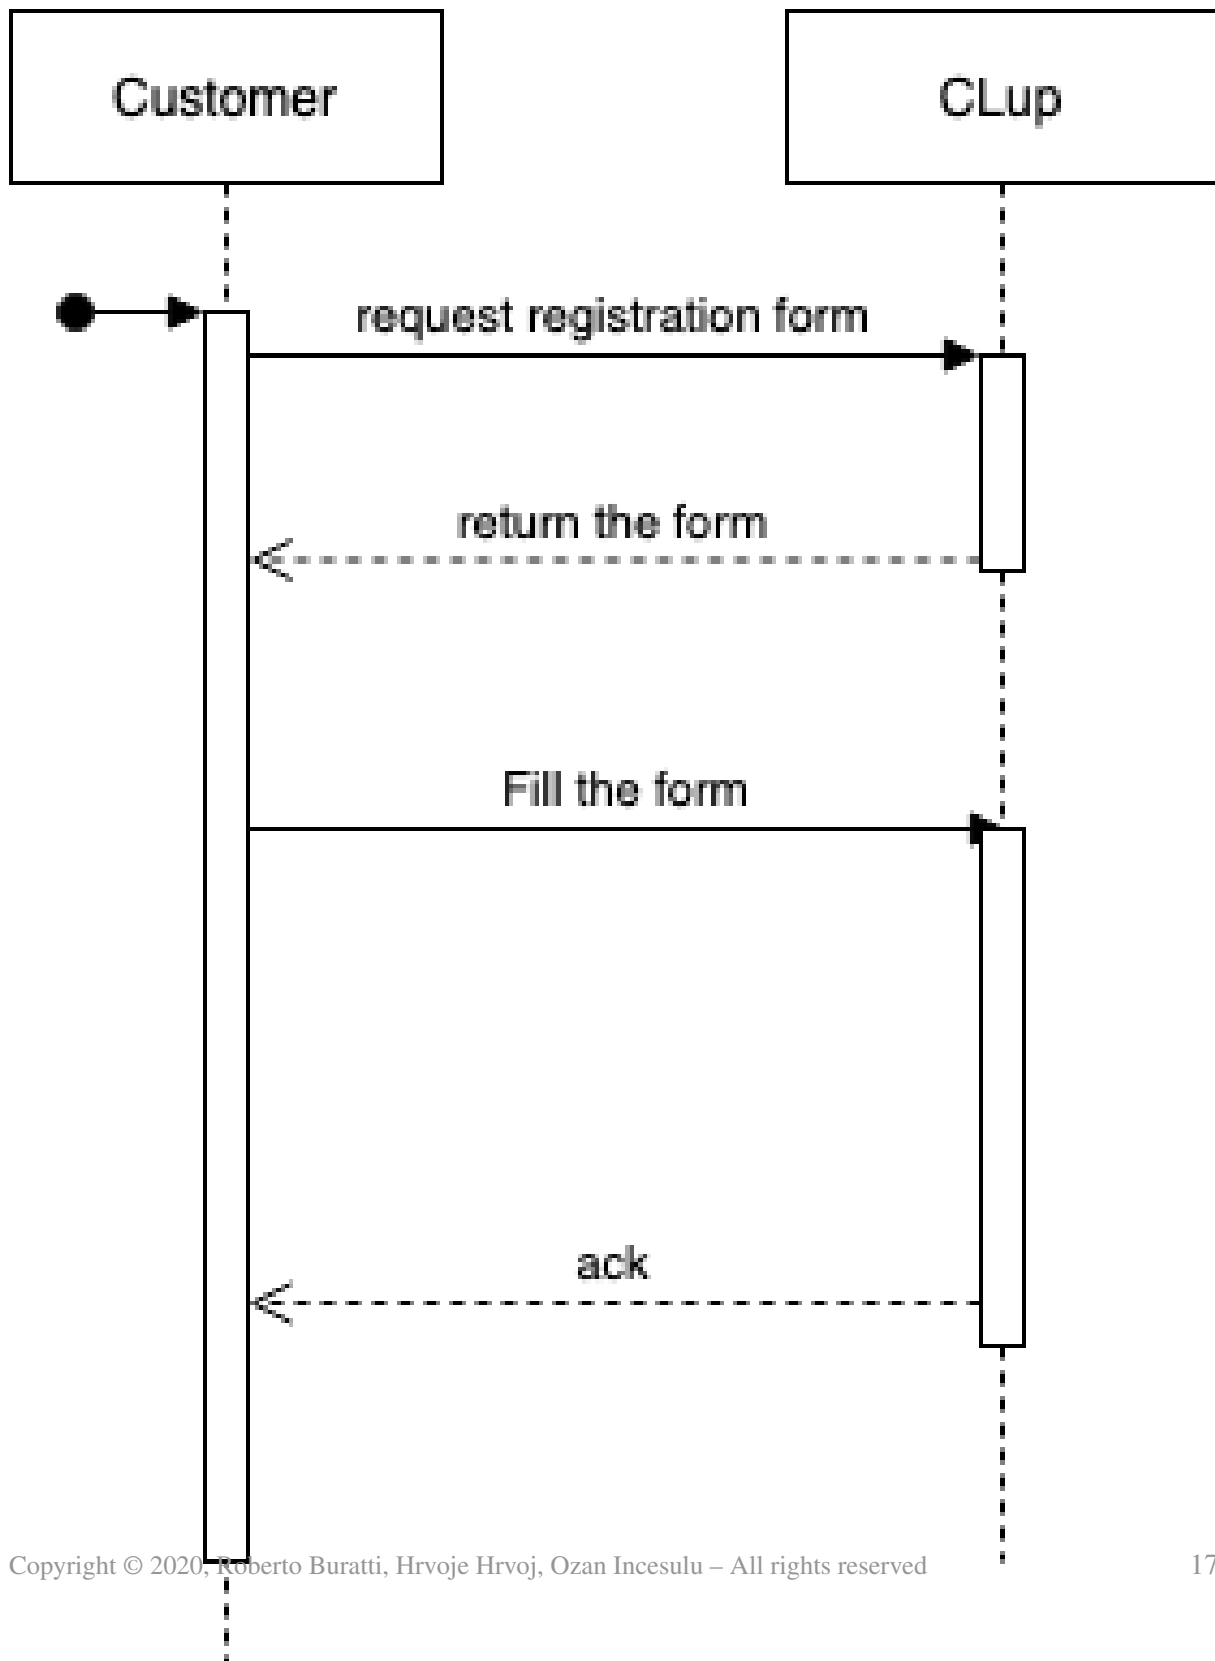 Customer
CLup
request registration form
return the form
Fill the form
ack
Copyright © 2020, Roberto Buratti, Hrvoje Hrvoj, Ozan Incesulu – All rights reserved
17